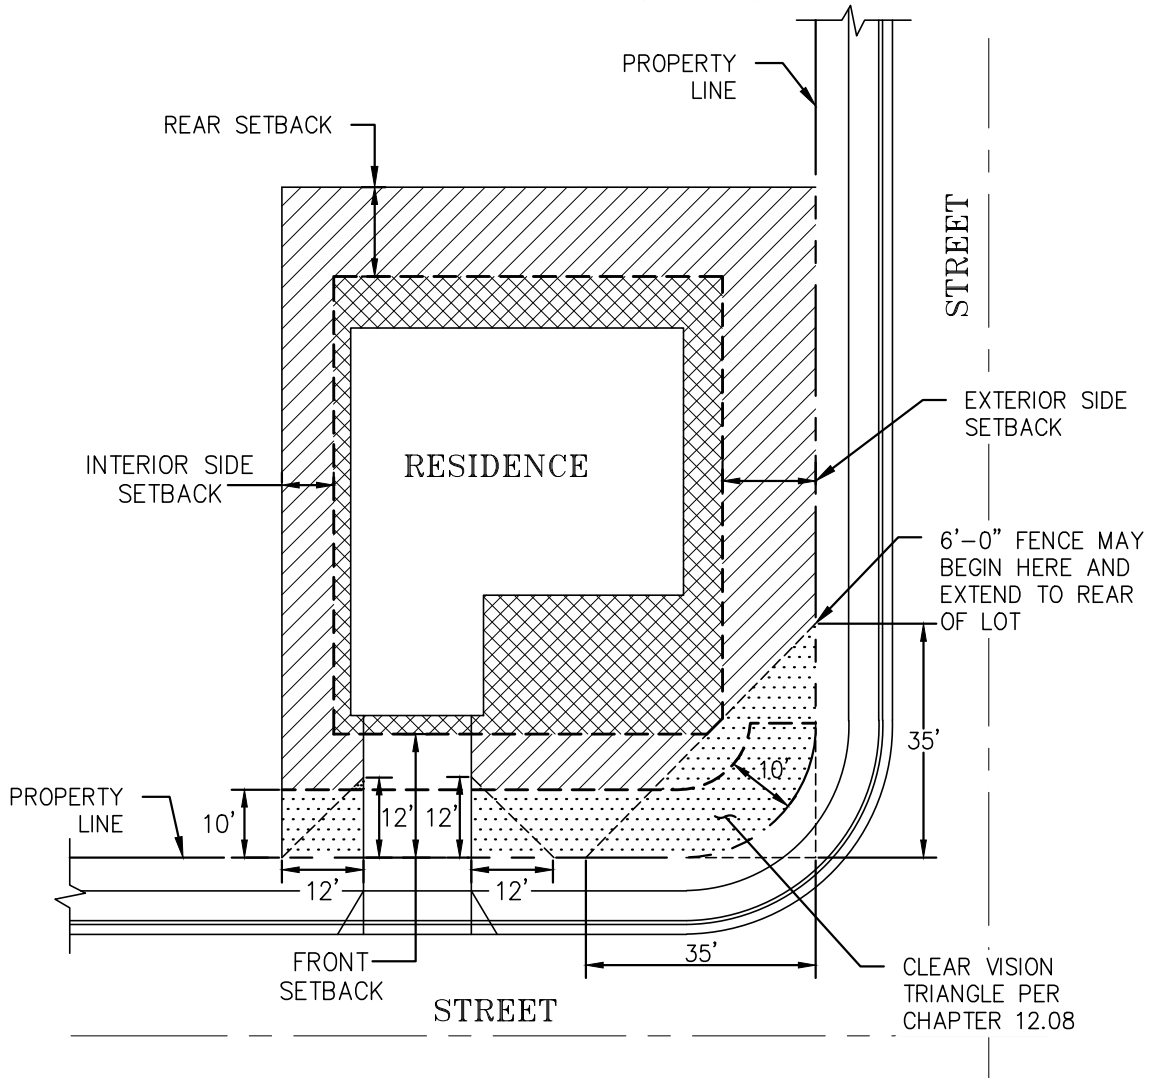 PROPERTY
LINE
REAR SETBACK
STREET
EXTERIOR SIDE
SETBACK
INTERIOR SIDE
SETBACK
RESIDENCE
6'-0" FENCE MAY
BEGIN HERE AND
EXTEND TO REAR
OF LOT
35'
10'
PROPERTY
LINE
10'
12'
12'
12'
12'
35'
FRONT
SETBACK
CLEAR VISION
TRIANGLE PER
CHAPTER 12.08
STREET